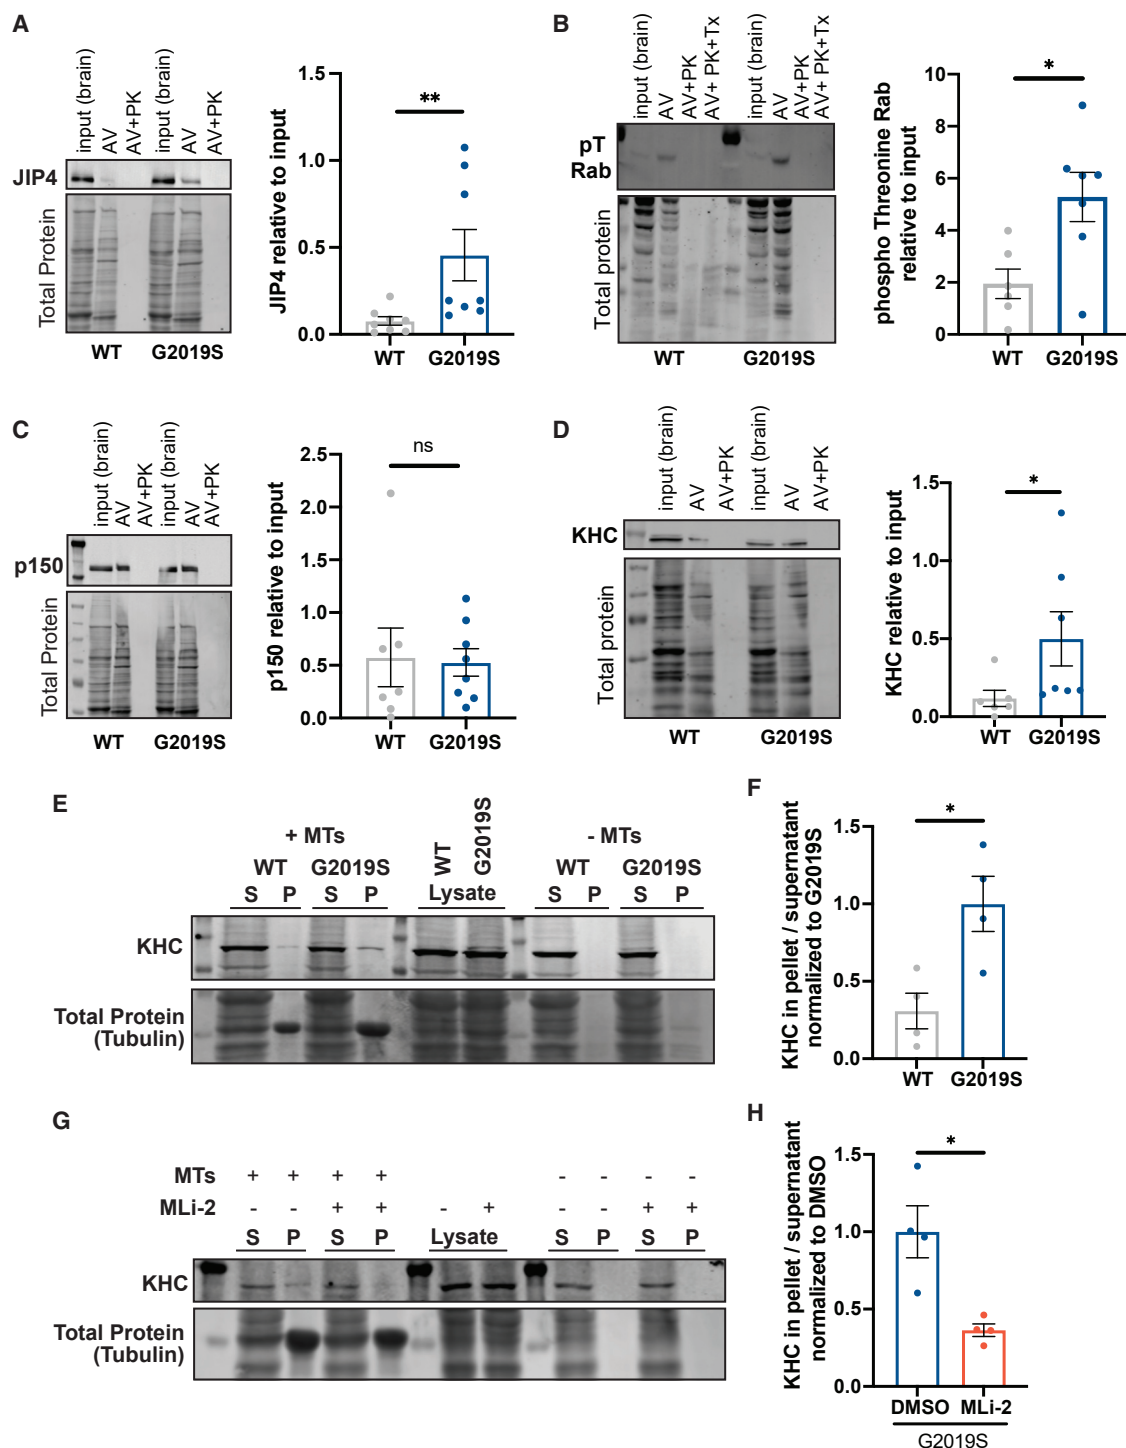 A
input (brain)
AV
AV+PK
input (brain)
AV
AV+PK
JIP4
Total Protein
WT G2019S
JIP4 relative to input
1.5
1.0
0.5
0.0
**
WT G2019S
B
input (brain)
AV
AV+PK
AV+ PK+Tx
input (brain)
AV
AV+PK
AV+ PK+Tx
pT
Rab
Total protein
WT G2019S
phospho Threonine Rab
relative to input
10
8
6
4
2
0
*
WT G2019S
C
input (brain)
AV
AV+PK
input (brain)
AV
AV+PK
p150
Total Protein
WT G2019S
p150 relative to input
2.5
2.0
1.5
1.0
0.5
0.0
ns
WT G2019S
D
input (brain)
AV
AV+PK
input (brain)
AV
AV+PK
KHC
Total protein
WT G2019S
KHC relative to input
1.5
1.0
0.5
0.0
*
WT G2019S
E
+ MTs
WT G2019S
S P S P
WT
G2019S
Lysate
- MTs
WT G2019S
S P S P
KHC
Total Protein
(Tubulin)
F
KHC in pellet / supernatant
normalized to G2019S
1.5
1.0
0.5
0.0
*
WT G2019S
G
MTs + + + + - - - -
MLi-2 - - + + - + - - + +
S P S P Lysate S P S P
KHC
Total Protein
(Tubulin)
H
KHC in pellet / supernatant
normalized to DMSO
1.5
1.0
0.5
0.0
*
DMSO MLi-2
G2019S